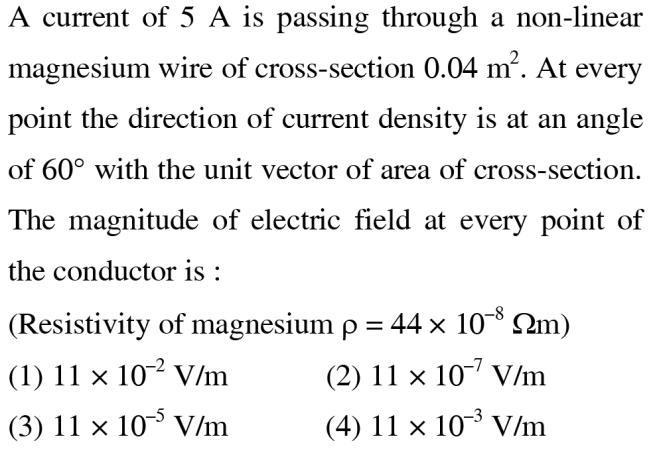 A current of 5 A is passing through a non-linear
magnesium wire of cross-section 0.04 m². At every
point the direction of current density is at an angle
of 60° with the unit vector of area of cross-section.
The magnitude of electric field at every point of
the conductor is :
(Resistivity of magnesium ρ = 44 × 10⁻⁸ Ωm)
(1) 11 × 10⁻² V/m (2) 11 × 10⁻⁷ V/m
(3) 11 × 10⁻⁵ V/m (4) 11 × 10⁻³ V/m